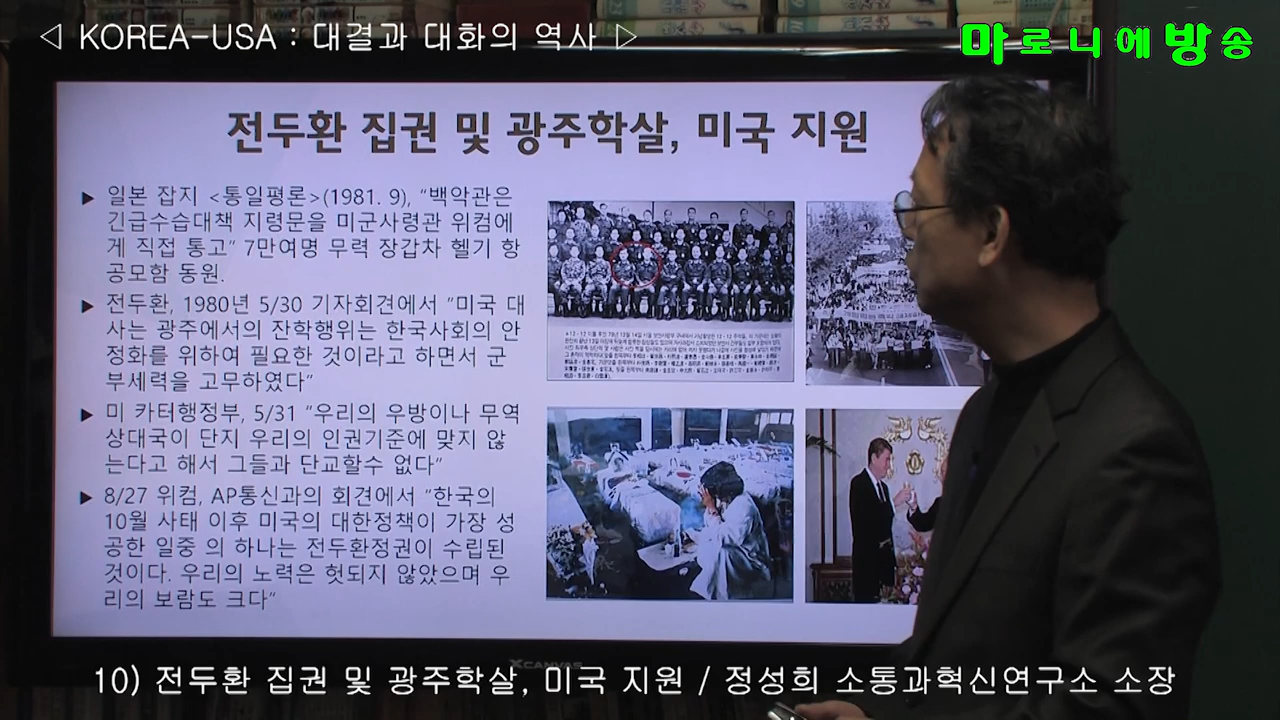 ◁ KOREA-USA : 대결과 대화의 역사 ▷
마로니에방송
전두환 집권 및 광주학살, 미국 지원
▶ 일본 잡지 <통일평론>(1981. 9), “백악관은
긴급수습대책 지령문을 미군사령관 위컴에
게 직접 통고” 7만여명 무력 장갑차 헬기 항
공모함 동원.
▶ 전두환, 1980년 5/30 기자회견에서 “미국 대
사는 광주에서의 잔학행위는 한국사회의 안
정화를 위하여 필요한 것이라고 하면서 군
부세력을 고무하였다”
▶ 미 카터행정부, 5/31 “우리의 우방이나 무역
상대국이 단지 우리의 인권기준에 맞지 않
는다고 해서 그들과 단교할수 없다”
▶ 8/27 위컴, AP통신과의 회견에서 “한국의
10월 사태 이후 미국의 대한정책이 가장 성
공한 일중 의 하나는 전두환정권이 수립된
것이다. 우리의 노력은 헛되지 않았으며 우
리의 보람도 크다”
XCANVAS
10) 전두환 집권 및 광주학살, 미국 지원 / 정성희 소통과혁신연구소 소장